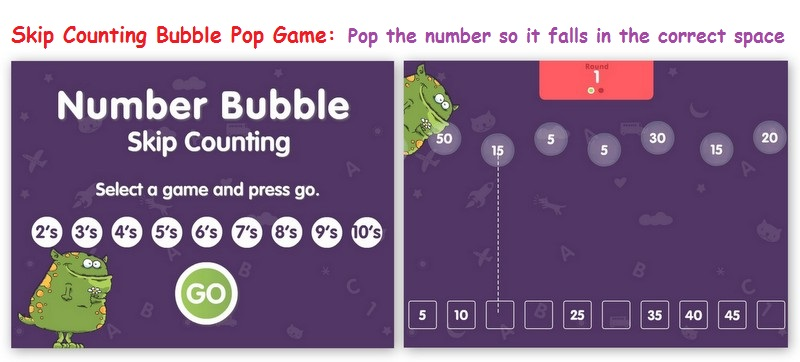 Skip Counting Bubble Pop Game: Pop the number so it falls in the correct space
Number Bubble
Skip Counting
Select a game and press go.
2's 3's 4's 5's 6's 7's 8's 9's 10's
GO
Round
1
50 15 5 5 30 15 20
5 10 25 35 40 45